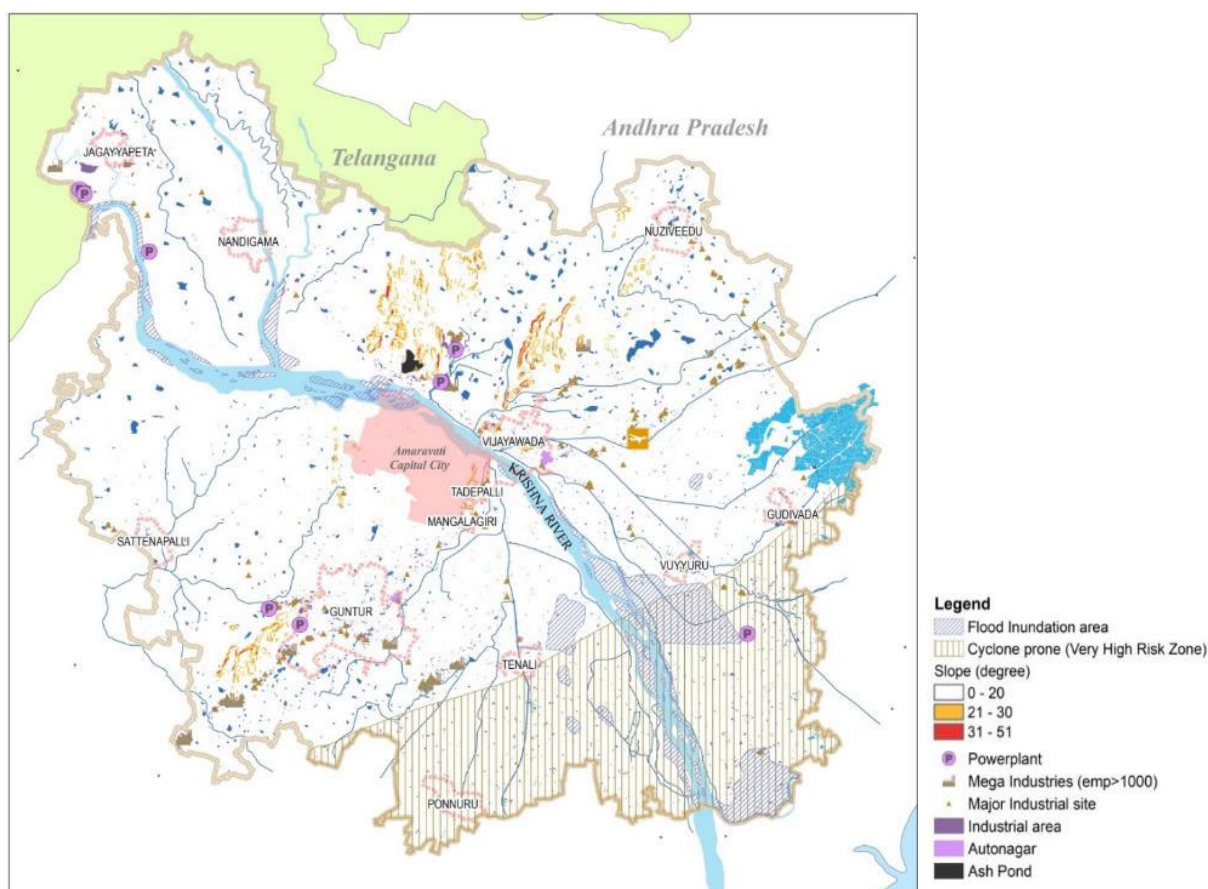 Andhra Pradesh
Telangana
JAGAYYAPETA
P
NANDIGAMA
NUZIVEEDU
P
P
P
VIJAYAWADA
Amaravati
Capital City
KRISHNA RIVER
TADEPALLI
MANGALAGIRI
GUDIVADA
SATTENAPALLI
VUYYURU
P
P
GUNTUR
P
TENALI
PONNURU
Legend
Flood Inundation area
Cyclone prone (Very High Risk Zone)
Slope (degree)
0 - 20
21 - 30
31 - 51
P Powerplant
Mega Industries (emp>1000)
Major Industrial site
Industrial area
Autonagar
Ash Pond